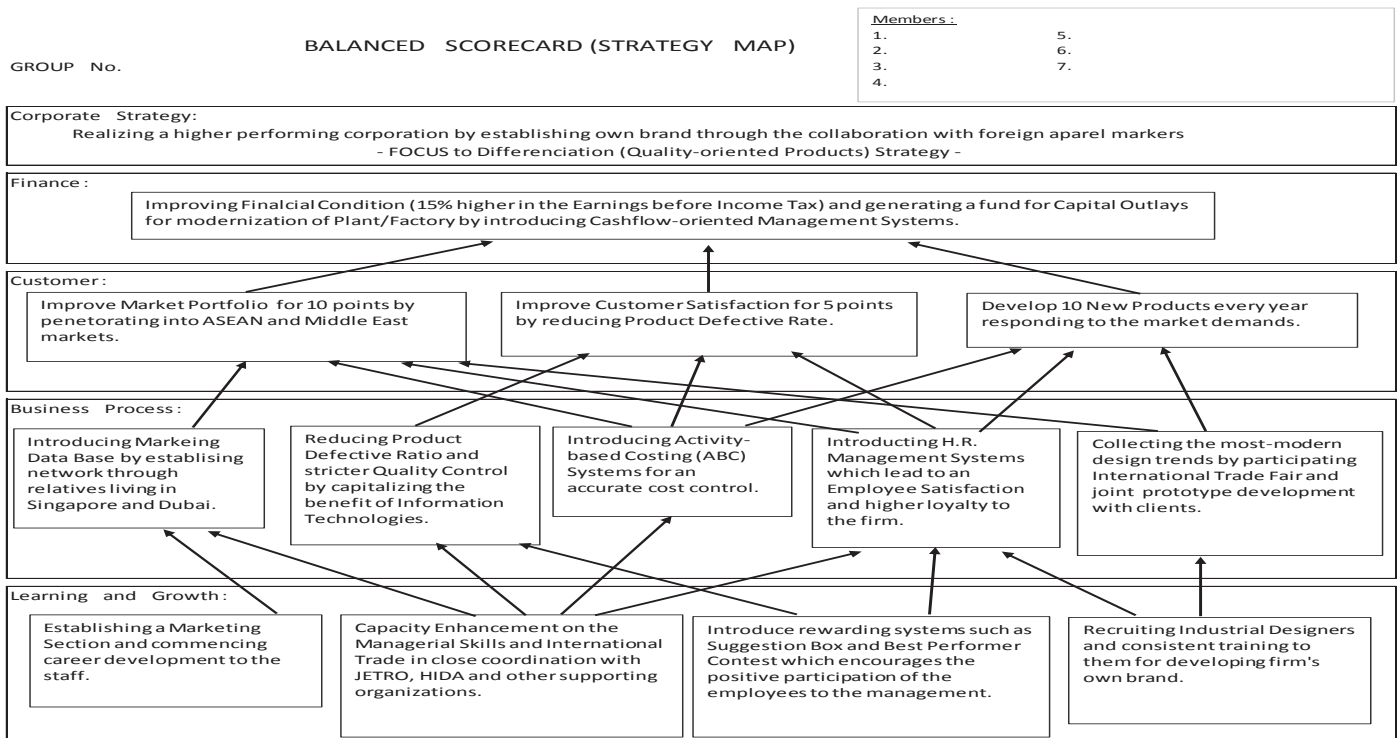 BALANCED SCORECARD (STRATEGY MAP)
GROUP No.
Members :
1.
2.
3.
4.
5.
6.
7.
Corporate Strategy:
Realizing a higher performing corporation by establishing own brand through the collaboration with foreign aparel markers
- FOCUS to Differenciation (Quality-oriented Products) Strategy -
Finance :
Improving Finalcial Condition (15% higher in the Earnings before Income Tax) and generating a fund for Capital Outlays
for modernization of Plant/Factory by introducing Cashflow-oriented Management Systems.
Customer :
Improve Market Portfolio for 10 points by
penetorating into ASEAN and Middle East
markets.
Improve Customer Satisfaction for 5 points
by reducing Product Defective Rate.
Develop 10 New Products every year
responding to the market demands.
Business Process :
Introducing Markeing
Data Base by establising
network through
relatives living in
Singapore and Dubai.
Reducing Product
Defective Ratio and
stricter Quality Control
by capitalizing the
benefit of Information
Technologies.
Introducing Activity-
based Costing (ABC)
Systems for an
accurate cost control.
Introducting H.R.
Management Systems
which lead to an
Employee Satisfaction
and higher loyalty to
the firm.
Collecting the most-modern
design trends by participating
International Trade Fair and
joint prototype development
with clients.
Learning and Growth :
Establishing a Marketing
Section and commencing
career development to the
staff.
Capacity Enhancement on the
Managerial Skills and International
Trade in close coordination with
JETRO, HIDA and other supporting
organizations.
Introduce rewarding systems such as
Suggestion Box and Best Performer
Contest which encourages the
positive participation of the
employees to the management.
Recruiting Industrial Designers
and consistent training to
them for developing firm's
own brand.